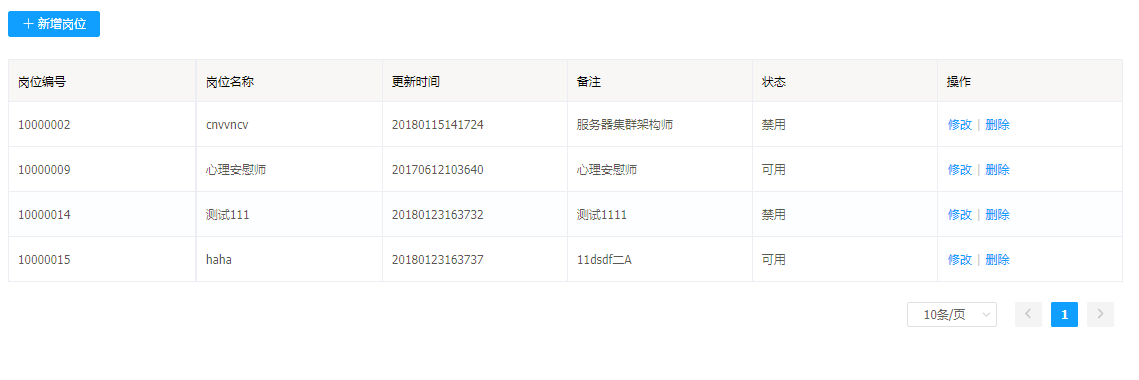 ＋ 新增岗位
岗位编号 岗位名称 更新时间 备注 状态 操作
10000002 cnvvncv 20180115141724 服务器集群架构师 禁用 修改 | 删除
10000009 心理安慰师 20170612103640 心理安慰师 可用 修改 | 删除
10000014 测试111 20180123163732 测试1111 禁用 修改 | 删除
10000015 haha 20180123163737 11dsdf二A 可用 修改 | 删除
10条/页 1